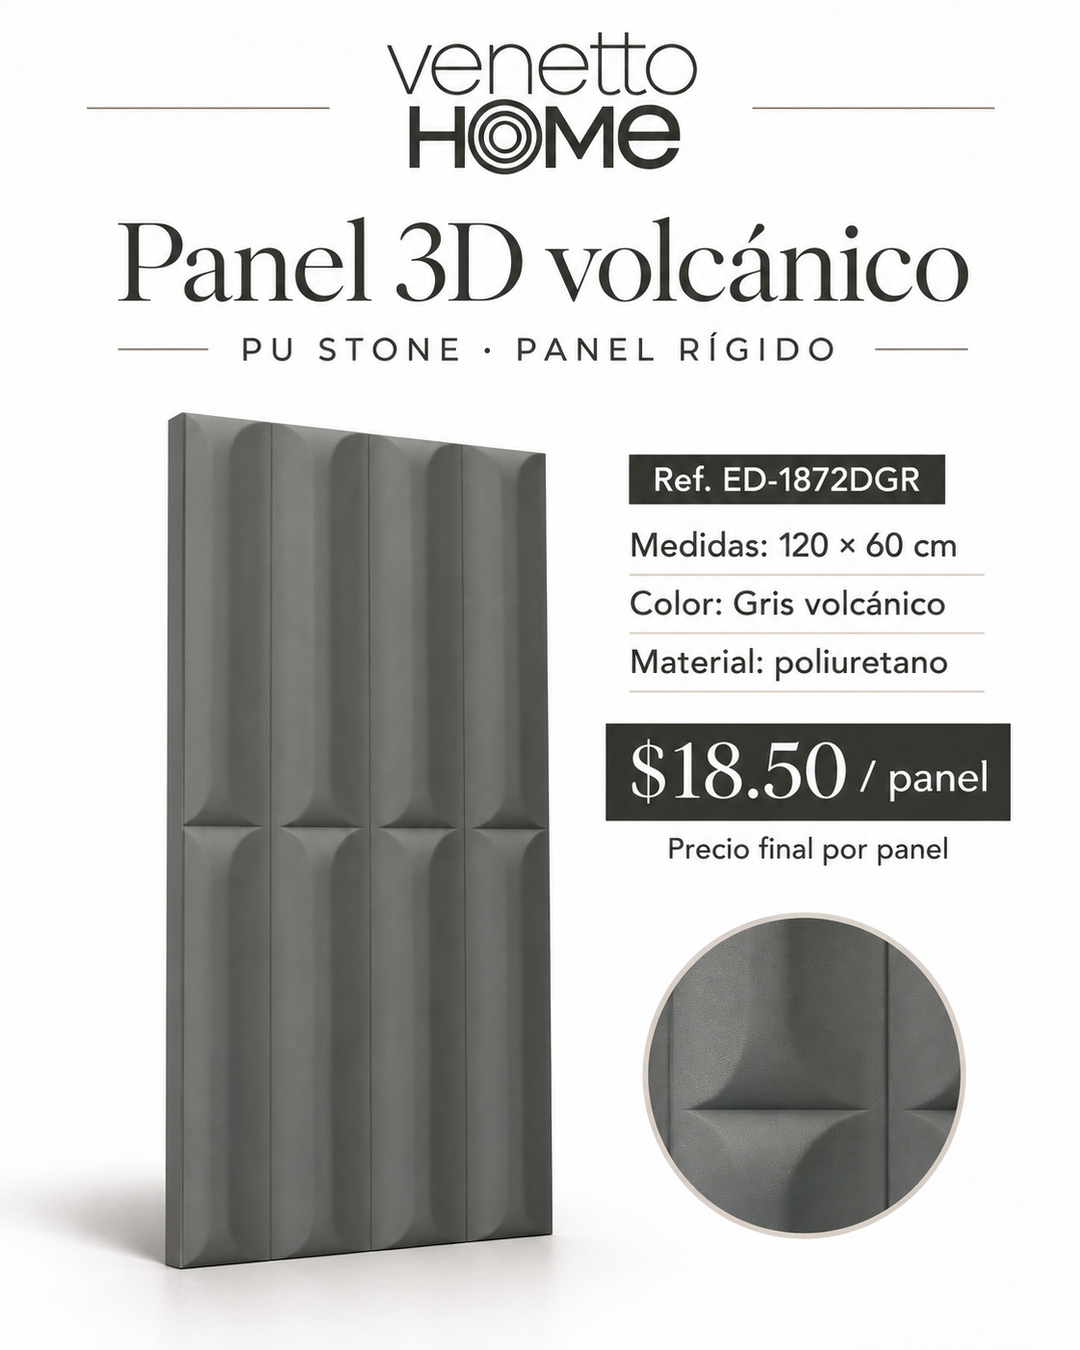 venetto
HOMe
Panel 3D volcánico
PU STONE · PANEL RÍGIDO
Ref. ED-1872DGR
Medidas: 120 × 60 cm
Color: Gris volcánico
Material: poliuretano
$18.50 / panel
Precio final por panel